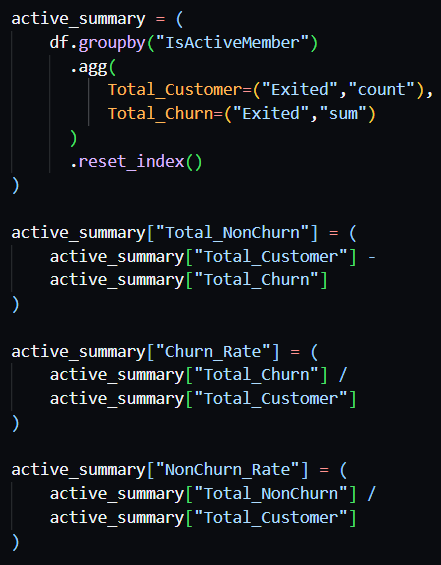 active_summary = (
    df.groupby("IsActiveMember")
      .agg(
          Total_Customer=("Exited","count"),
          Total_Churn=("Exited","sum")
      )
      .reset_index()
)

active_summary["Total_NonChurn"] = (
    active_summary["Total_Customer"] -
    active_summary["Total_Churn"]
)

active_summary["Churn_Rate"] = (
    active_summary["Total_Churn"] /
    active_summary["Total_Customer"]
)

active_summary["NonChurn_Rate"] = (
    active_summary["Total_NonChurn"] /
    active_summary["Total_Customer"]
)